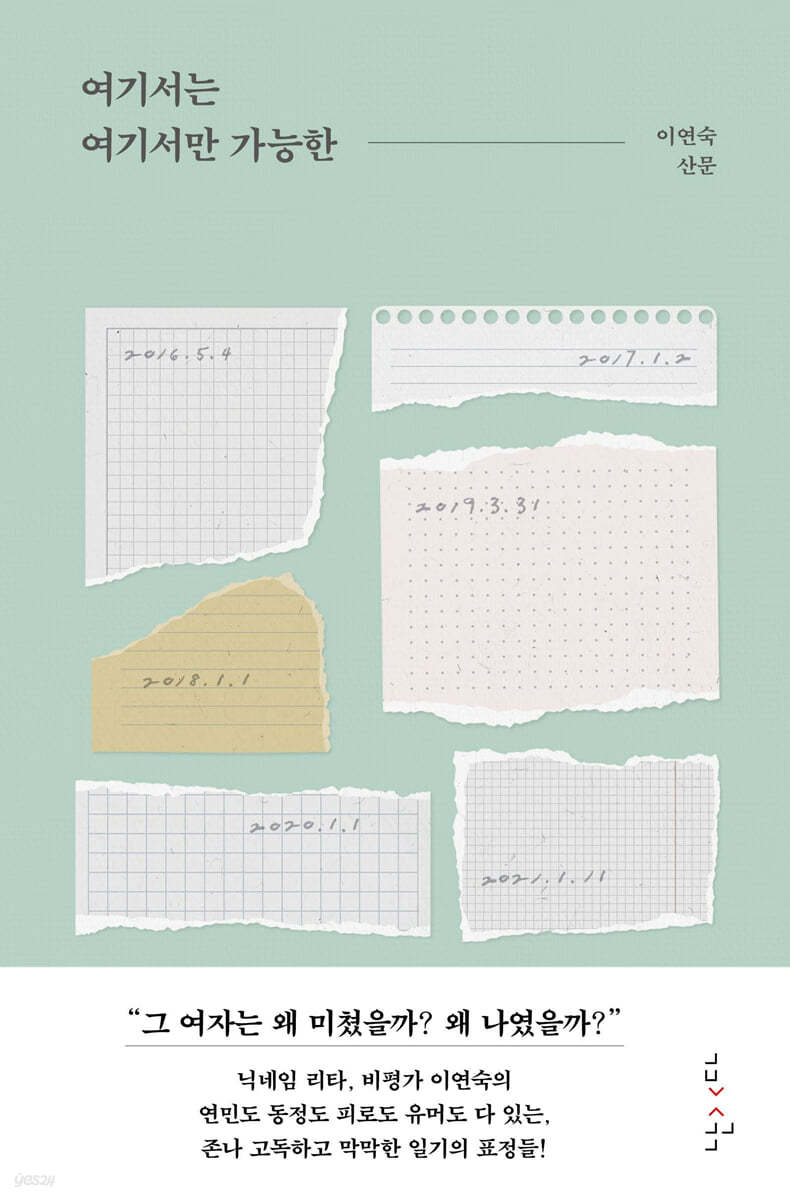 여기서는
여기서만 가능한
이연숙
산문
2016.5.4
2017.1.2
2019.3.31
2018.1.1
2020.1.1
2021.1.11
“그 여자는 왜 미쳤을까? 왜 나였을까?”
닉네임 리타, 비평가 이연숙의
연민도 동정도 피로도 유머도 다 있는,
존나 고독하고 막막한 일기의 표정들!
yes24